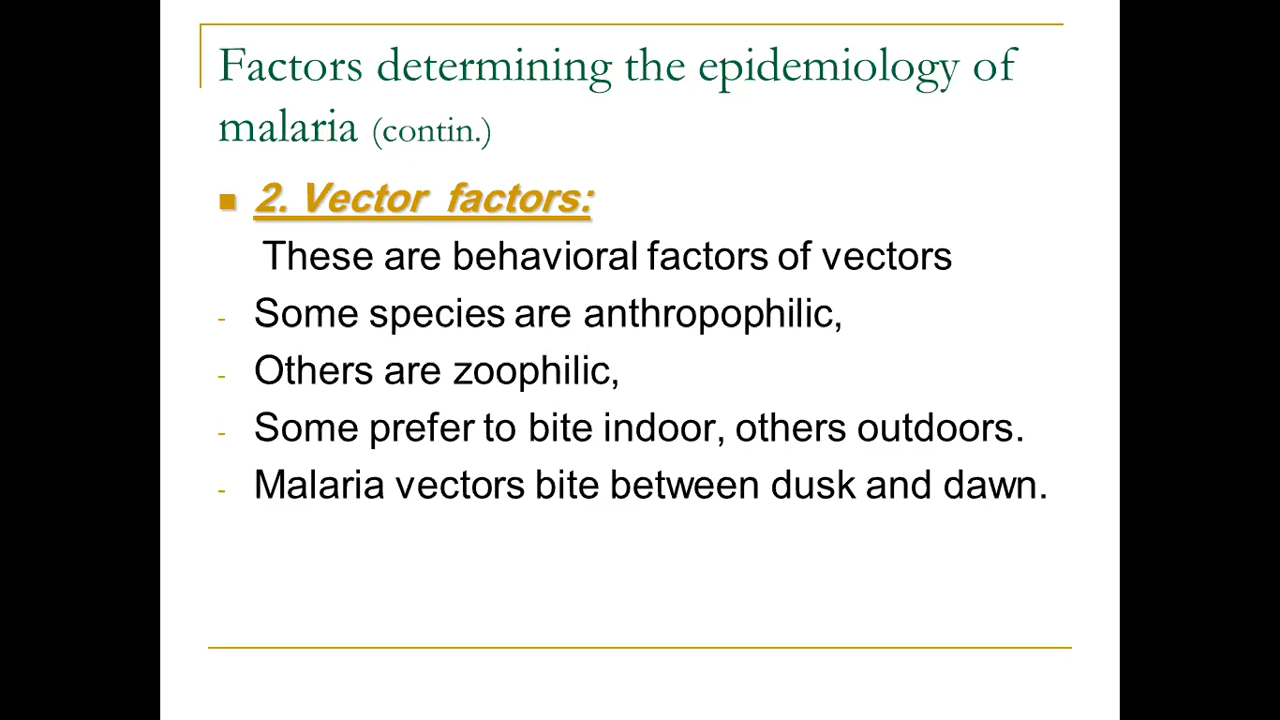 Factors determining the epidemiology of
malaria (contin.)
2. Vector factors:
These are behavioral factors of vectors
- Some species are anthropophilic,
- Others are zoophilic,
- Some prefer to bite indoor, others outdoors.
- Malaria vectors bite between dusk and dawn.